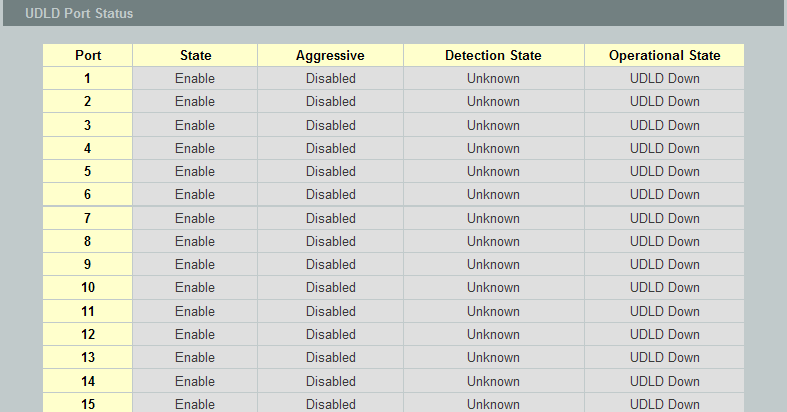 UDLD Port Status
Port State Aggressive Detection State Operational State
1 Enable Disabled Unknown UDLD Down
2 Enable Disabled Unknown UDLD Down
3 Enable Disabled Unknown UDLD Down
4 Enable Disabled Unknown UDLD Down
5 Enable Disabled Unknown UDLD Down
6 Enable Disabled Unknown UDLD Down
7 Enable Disabled Unknown UDLD Down
8 Enable Disabled Unknown UDLD Down
9 Enable Disabled Unknown UDLD Down
10 Enable Disabled Unknown UDLD Down
11 Enable Disabled Unknown UDLD Down
12 Enable Disabled Unknown UDLD Down
13 Enable Disabled Unknown UDLD Down
14 Enable Disabled Unknown UDLD Down
15 Enable Disabled Unknown UDLD Down